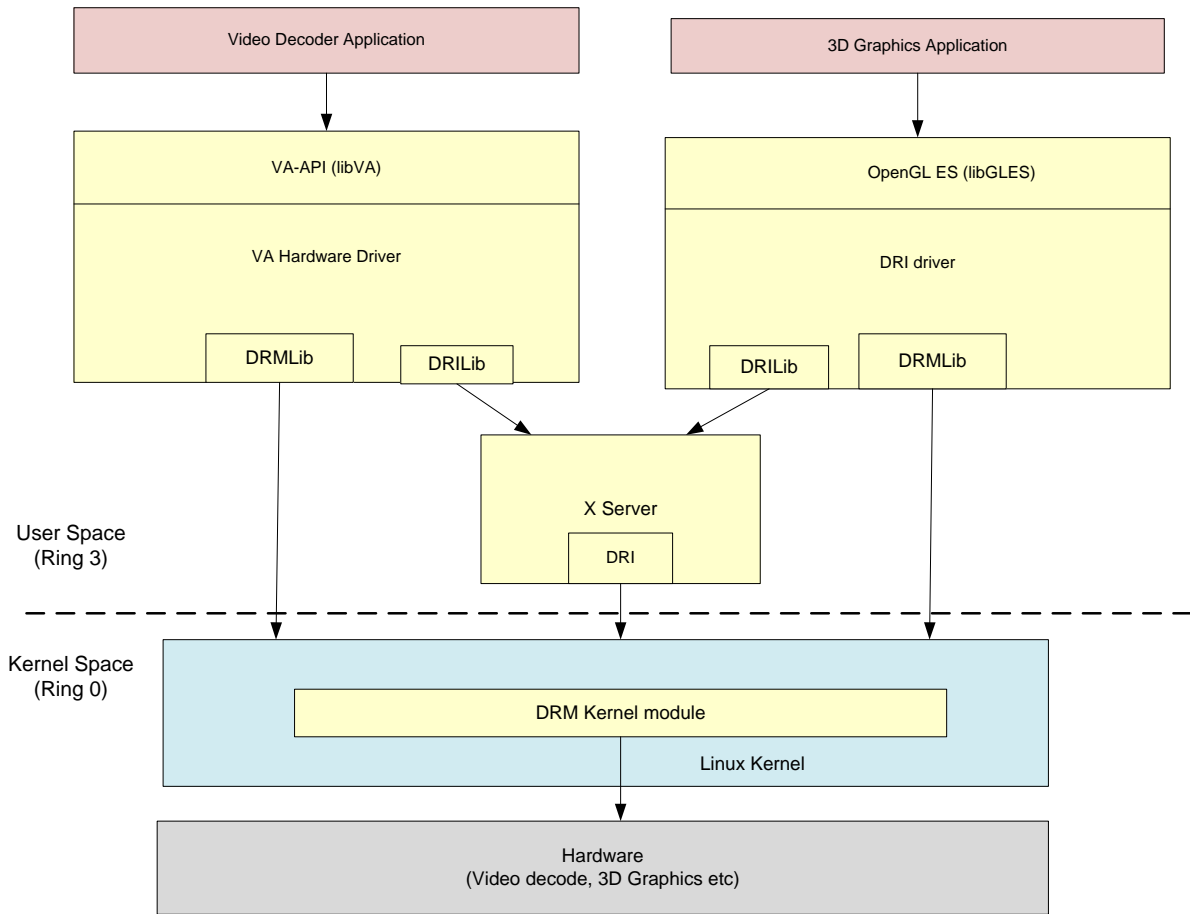 Video Decoder Application
3D Graphics Application
VA-API (libVA)
OpenGL ES (libGLES)
VA Hardware Driver
DRI driver
DRMLib
DRILib
DRILib
DRMLib
X Server
DRI
User Space
(Ring 3)
Kernel Space
(Ring 0)
DRM Kernel module
Linux Kernel
Hardware
(Video decode, 3D Graphics etc)